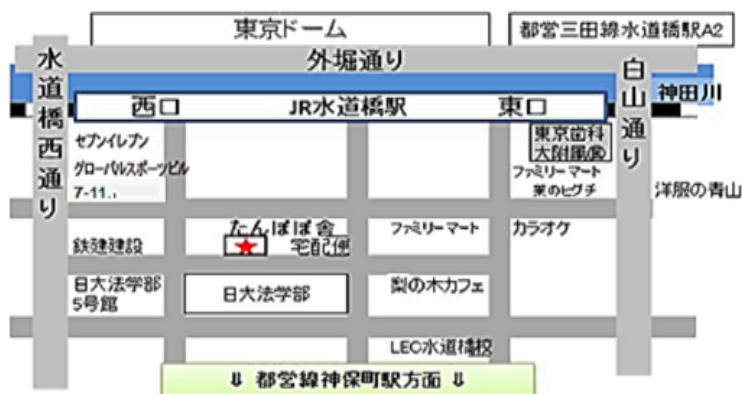 東京ドーム
都営三田線水道橋駅A2
外堀通り
水道橋西通り
白山通り
神田川
西口
JR水道橋駅
東口
セブンイレブン
グローバルスポーツビル
7-11..
東京歯科
大附属㊩
ファミリーマート
薬のヒグチ
洋服の青山
たんぽぽ舎
ファミリーマート
カラオケ
鉄建建設
宅配便
日大法学部
5号館
日大法学部
梨の木カフェ
LEC水道橋校
⇓ 都営線神保町駅方面 ⇓